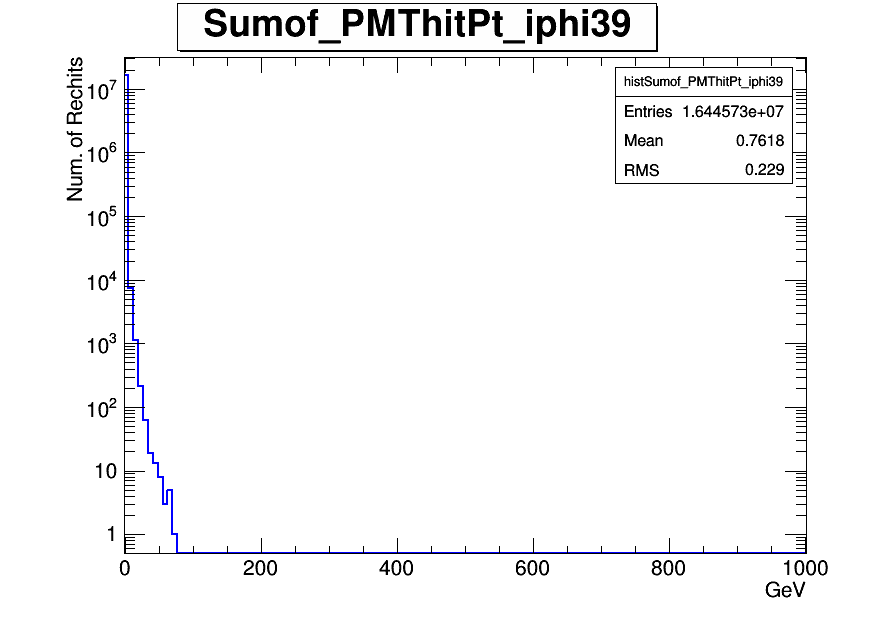 Sumof_PMThitPt_iphi39
Num. of Rechits
histSumof_PMThitPt_iphi39
Entries 1.644573e+07
Mean 0.7618
RMS 0.229
10^7
10^6
10^5
10^4
10^3
10^2
10
1
0 200 400 600 800 1000
GeV